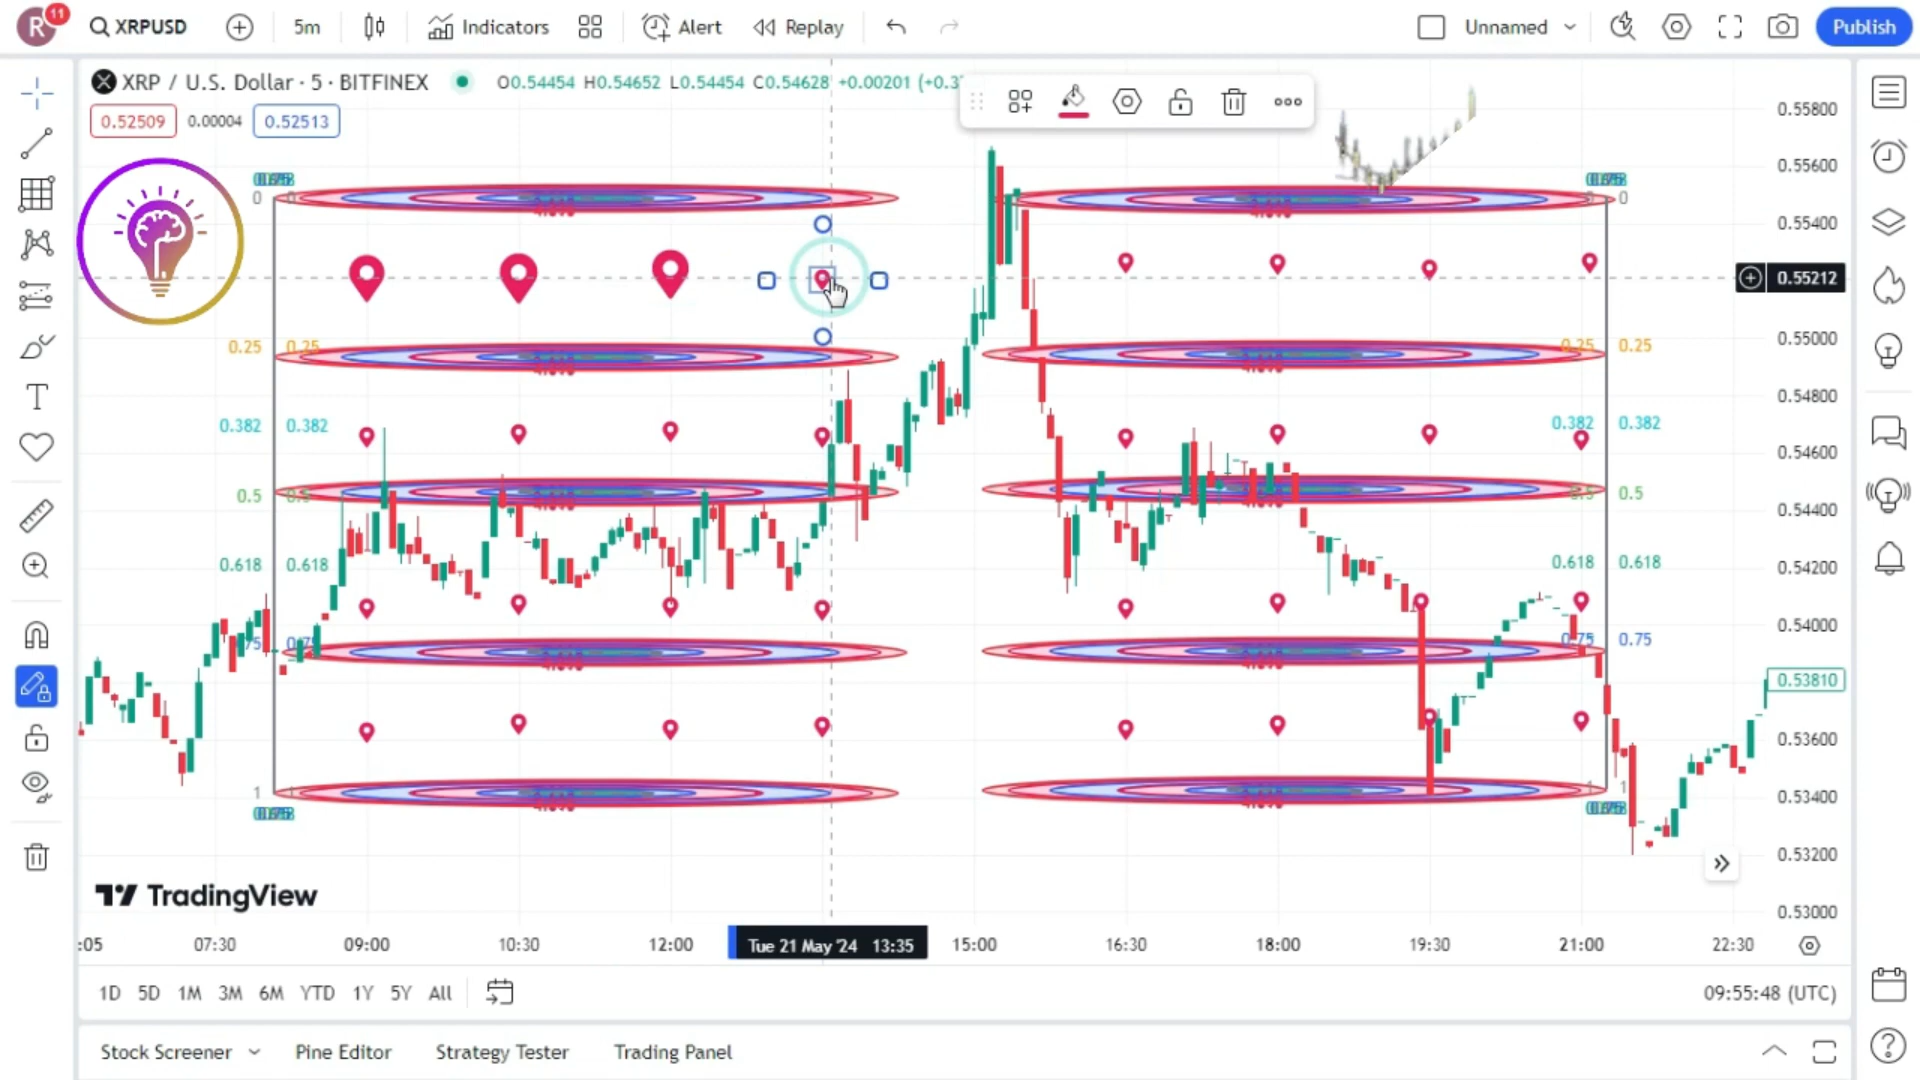 R 11 XRPUSD 5m Indicators Alert Replay Unnamed Publish
XRP / U.S. Dollar · 5 · BITFINEX O0.54454 H0.54652 L0.54454 C0.54628 +0.00201
0.52509 0.00004 0.52513
0.55800
0.55600
0 0
0.55400
0.55212
0.25 0.25 0.25 0.25
0.55000
0.54800
0.382 0.382 0.382 0.382
0.54600
0.5 0.5 0.5 0.5
0.54400
0.618 0.618 0.618 0.618
0.54200
0.54000
0.75 0.75
0.53810
0.53600
1 1
0.53400
0.53200
TradingView
0.53000
:05 07:30 09:00 10:30 12:00 Tue 21 May '24 13:35 15:00 16:30 18:00 19:30 21:00 22:30
1D 5D 1M 3M 6M YTD 1Y 5Y All 09:55:48 (UTC)
Stock Screener Pine Editor Strategy Tester Trading Panel